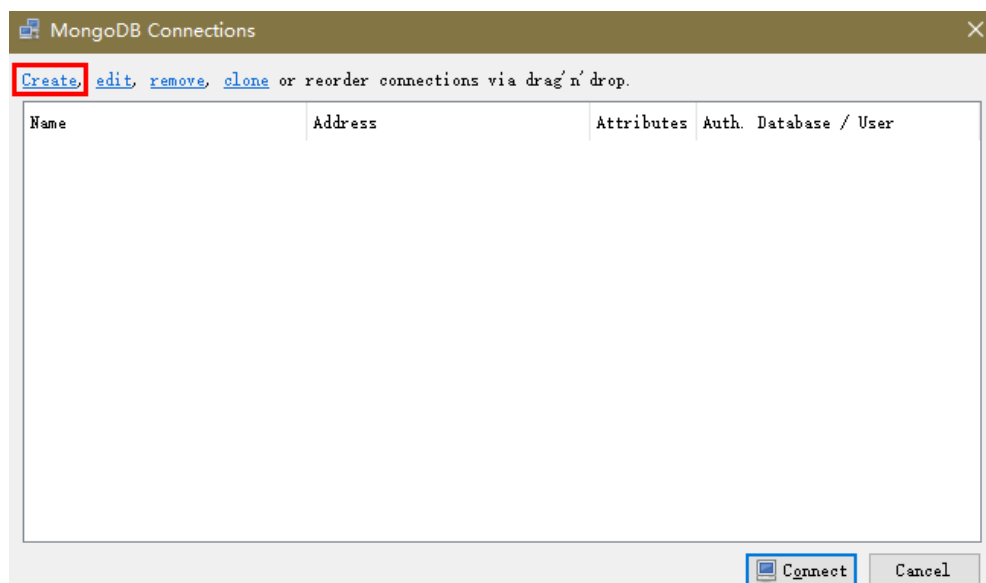 MongoDB Connections
Create, edit, remove, clone or reorder connections via drag'n'drop.
Name Address Attributes Auth. Database / User
Connect Cancel